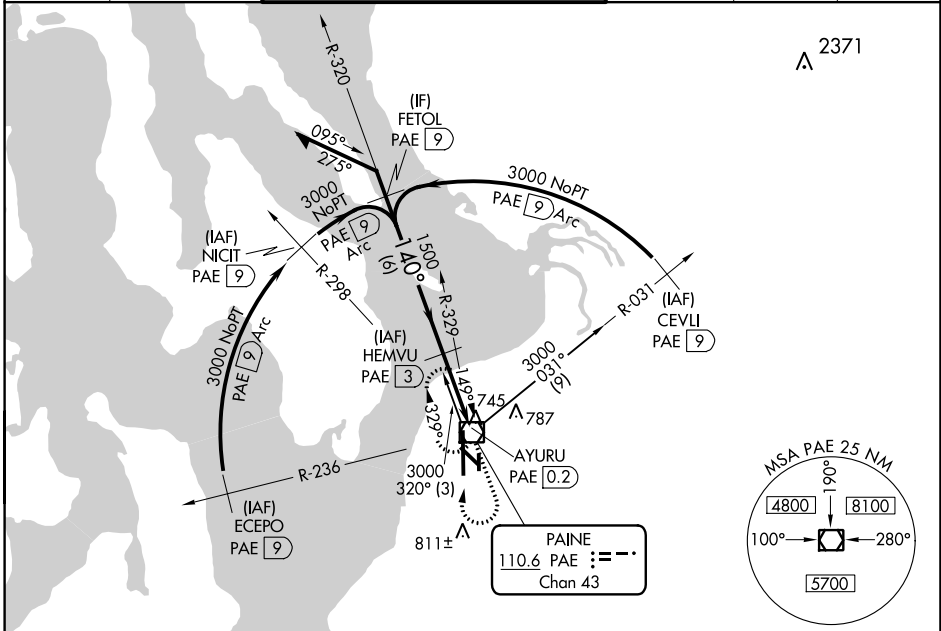 2371
R-320
(IF)
FETOL
PAE 9
095°
275°
3000 NoPT
PAE 9 Arc
3000
NoPT
PAE 9
Arc
(IAF)
NICIT
PAE 9
1500
140°
(6)
R-298
R-329
R-031
(IAF)
CEVLI
PAE 9
3000 NoPT
PAE 9 Arc
(IAF)
HEMVU
PAE 3
3000
031°
(9)
149°
745
787
329°
AYURU
PAE 0.2
R-236
3000
320° (3)
(IAF)
ECEPO
PAE 9
811±
PAINE
110.6 PAE
Chan 43
MSA PAE 25 NM
190°
4800
8100
100°
280°
5700